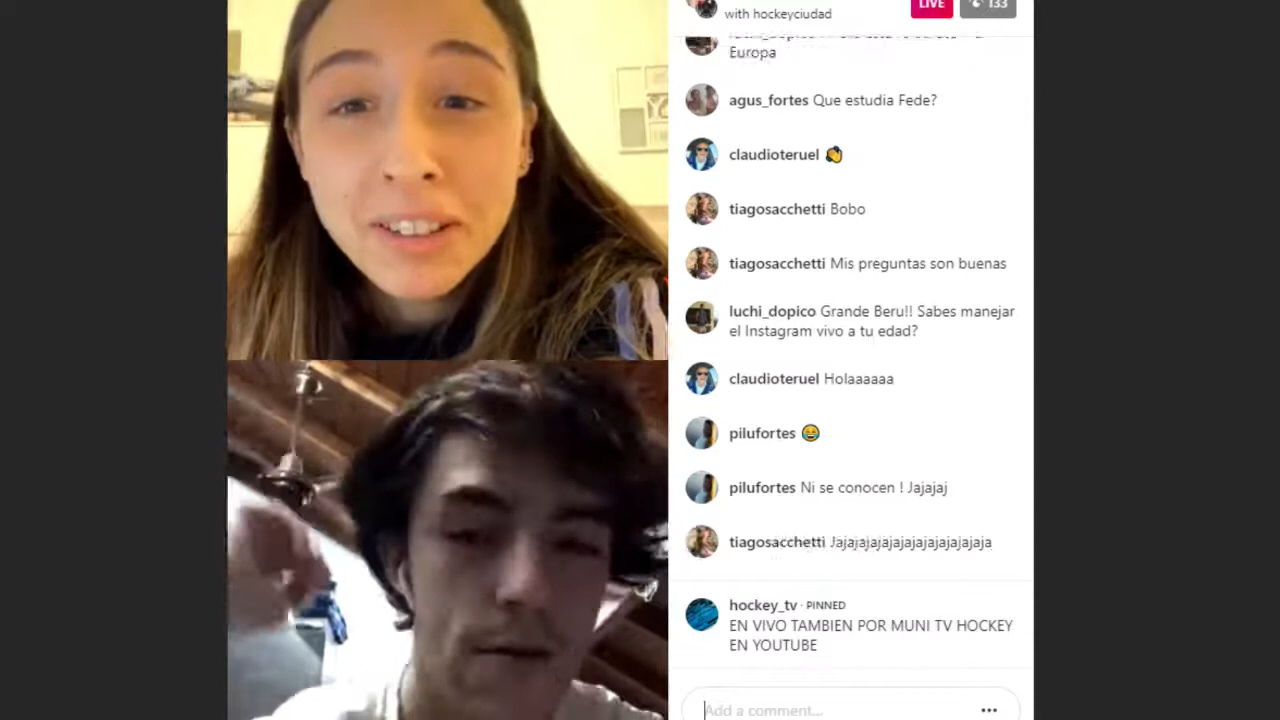 LIVE
133
with hockeyciudad
Europa
agus_fortes Que estudia Fede?
claudioteruel 👏
tiagosacchetti Bobo
tiagosacchetti Mis preguntas son buenas
luchi_dopico Grande Beru!! Sabes manejar
el Instagram vivo a tu edad?
claudioteruel Holaaaaaa
pilufortes 😂
pilufortes Ni se conocen ! Jajajaj
tiagosacchetti Jajajajajajajajajajajajajaja
hockey_tv · PINNED
EN VIVO TAMBIEN POR MUNI TV HOCKEY
EN YOUTUBE
Add a comment...